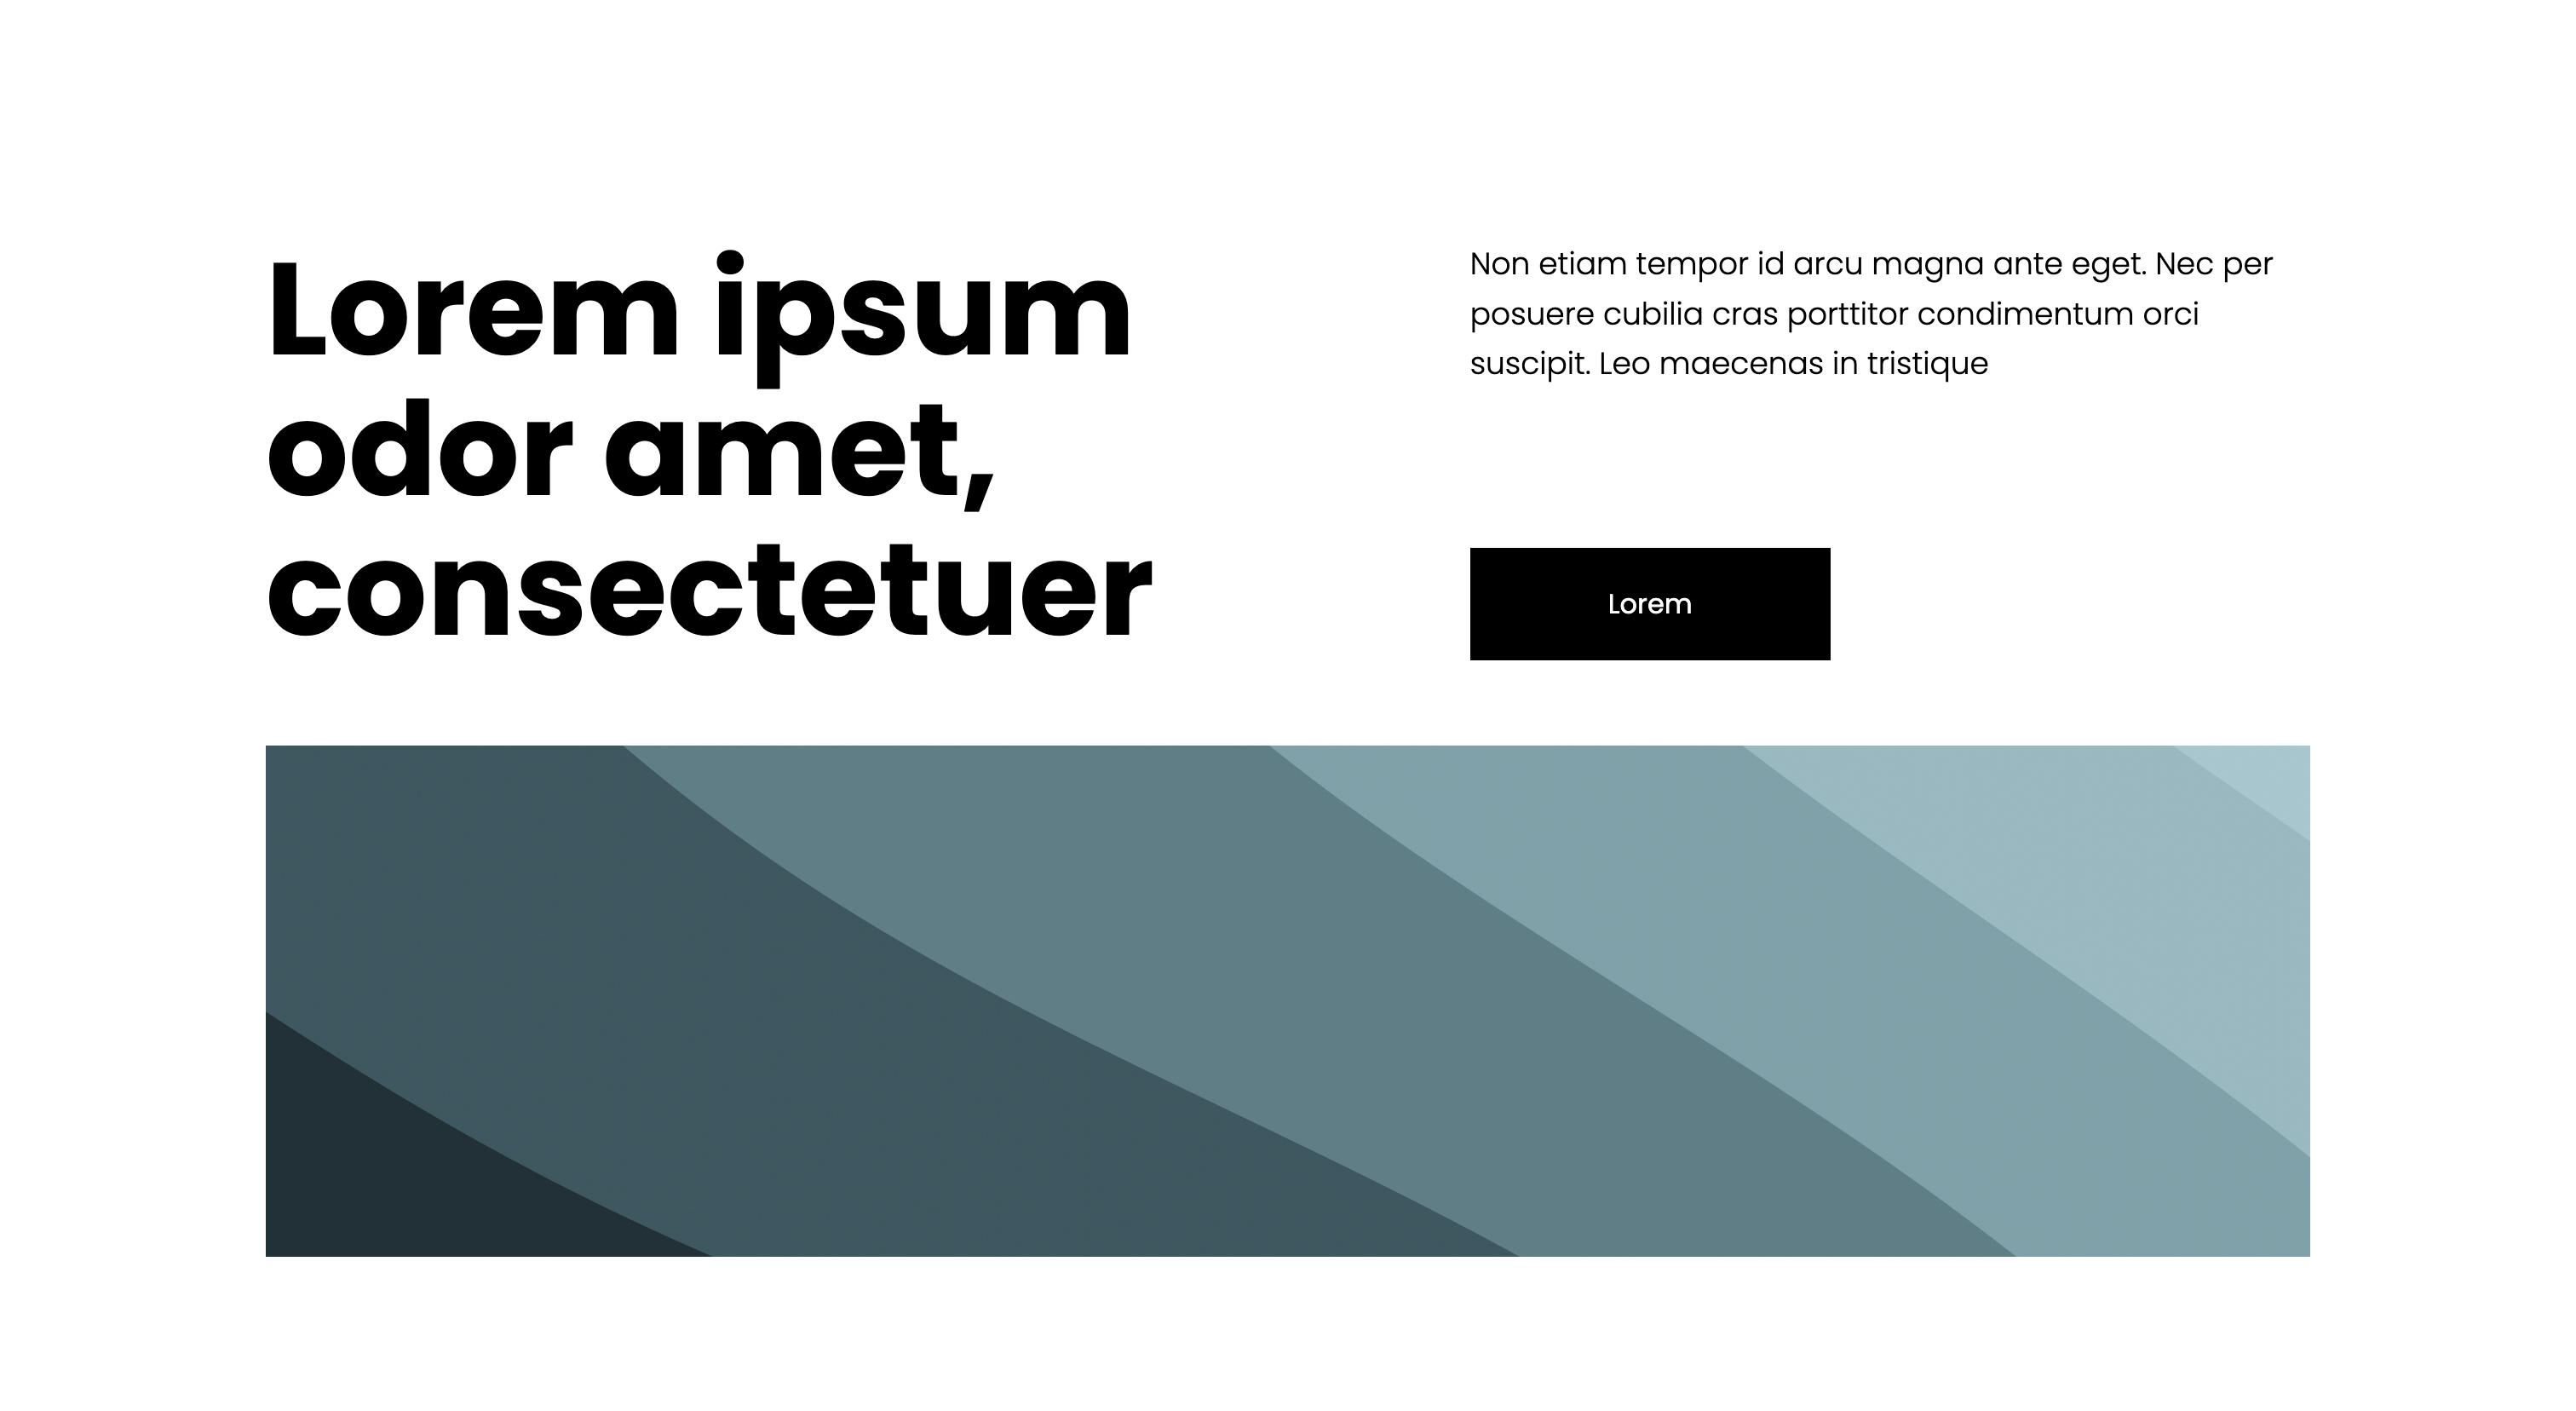 Lorem ipsum
odor amet,
consectetuer
Non etiam tempor id arcu magna ante eget. Nec per
posuere cubilia cras porttitor condimentum orci
suscipit. Leo maecenas in tristique
Lorem